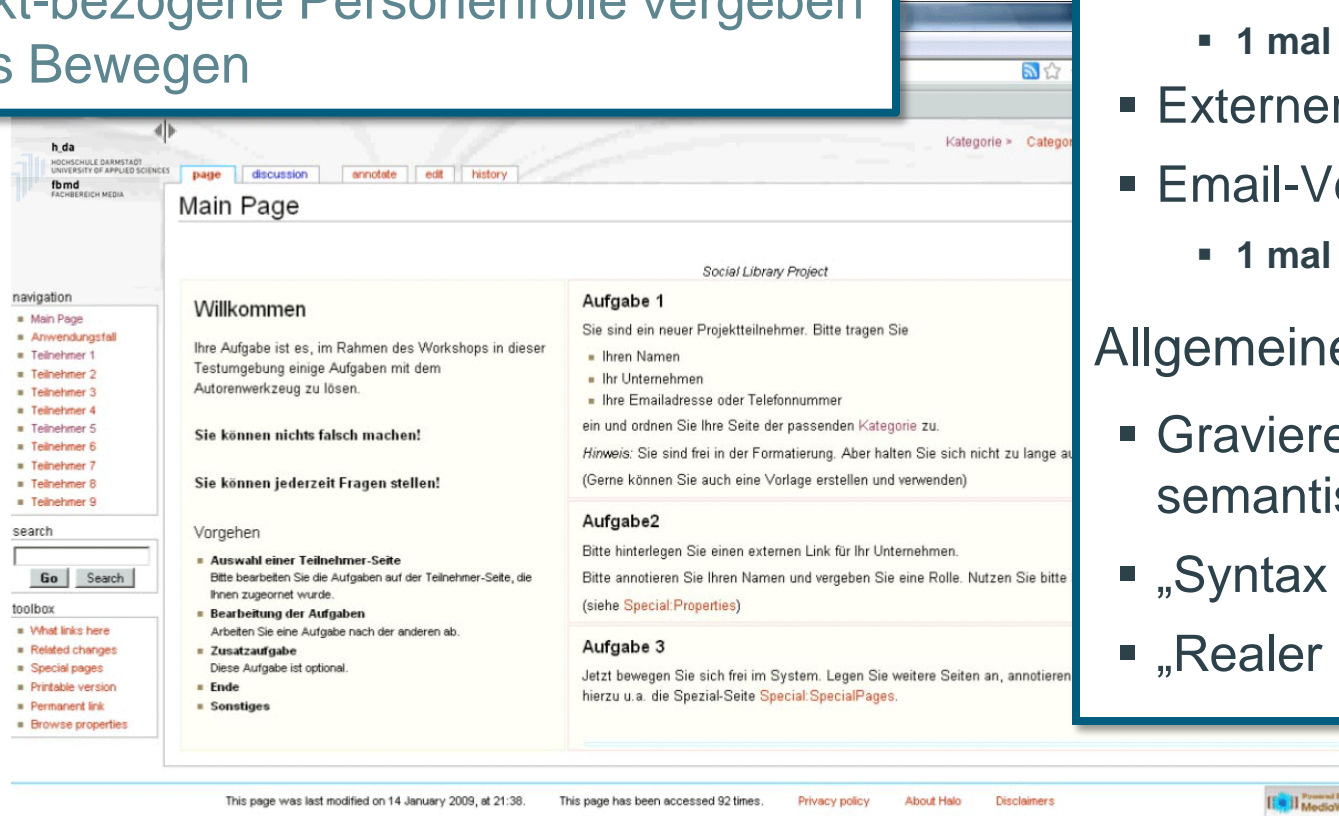 xt-bezogene Personenrolle vergeben
s Bewegen
1 mal
Externer
Email-Ve
1 mal
Allgemeine
Graviere
semantis
„Syntax
„Realer
h_da
HOCHSCHULE DARMSTADT
UNIVERSITY OF APPLIED SCIENCES
fbmd
FACHBEREICH MEDIA
Kategorie > Categor
page discussion annotate edit history
Main Page
Social Library Project
navigation
Main Page
Anwendungsfall
Teilnehmer 1
Teilnehmer 2
Teilnehmer 3
Teilnehmer 4
Teilnehmer 5
Teilnehmer 6
Teilnehmer 7
Teilnehmer 8
Teilnehmer 9
search
Go Search
toolbox
What links here
Related changes
Special pages
Printable version
Permanent link
Browse properties
Willkommen
Ihre Aufgabe ist es, im Rahmen des Workshops in dieser
Testumgebung einige Aufgaben mit dem
Autorenwerkzeug zu lösen.
Sie können nichts falsch machen!
Sie können jederzeit Fragen stellen!
Vorgehen
Auswahl einer Teilnehmer-Seite
Bitte bearbeiten Sie die Aufgaben auf der Teilnehmer-Seite, die
Ihnen zugeornet wurde.
Bearbeitung der Aufgaben
Arbeiten Sie eine Aufgabe nach der anderen ab.
Zusatzaufgabe
Diese Aufgabe ist optional.
Ende
Sonstiges
Aufgabe 1
Sie sind ein neuer Projektteilnehmer. Bitte tragen Sie
Ihren Namen
Ihr Unternehmen
Ihre Emailadresse oder Telefonnummer
ein und ordnen Sie Ihre Seite der passenden Kategorie zu.
Hinweis: Sie sind frei in der Formatierung. Aber halten Sie sich nicht zu lange au
(Gerne können Sie auch eine Vorlage erstellen und verwenden)
Aufgabe2
Bitte hinterlegen Sie einen externen Link für Ihr Unternehmen.
Bitte annotieren Sie Ihren Namen und vergeben Sie eine Rolle. Nutzen Sie bitte
(siehe Special:Properties)
Aufgabe 3
Jetzt bewegen Sie sich frei im System. Legen Sie weitere Seiten an, annotieren
hierzu u.a. die Spezial-Seite Special:SpecialPages.
This page was last modified on 14 January 2009, at 21:38. This page has been accessed 92 times. Privacy policy About Halo Disclaimers
Powered B
MediaW